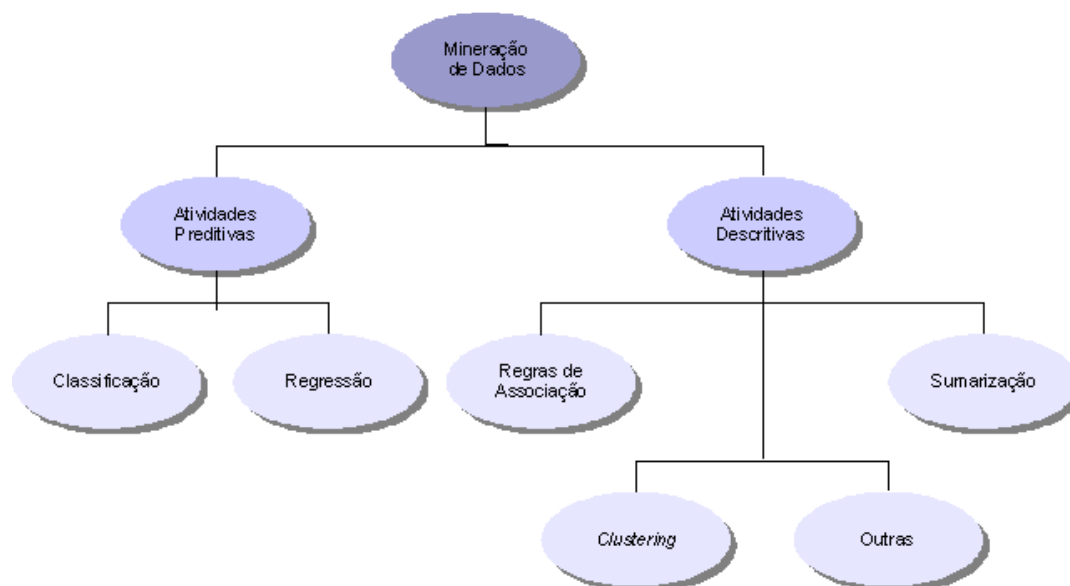 Mineração
de Dados
Atividades
Preditivas
Atividades
Descritivas
Classificação
Regressão
Regras de
Associação
Sumarização
Clustering
Outras